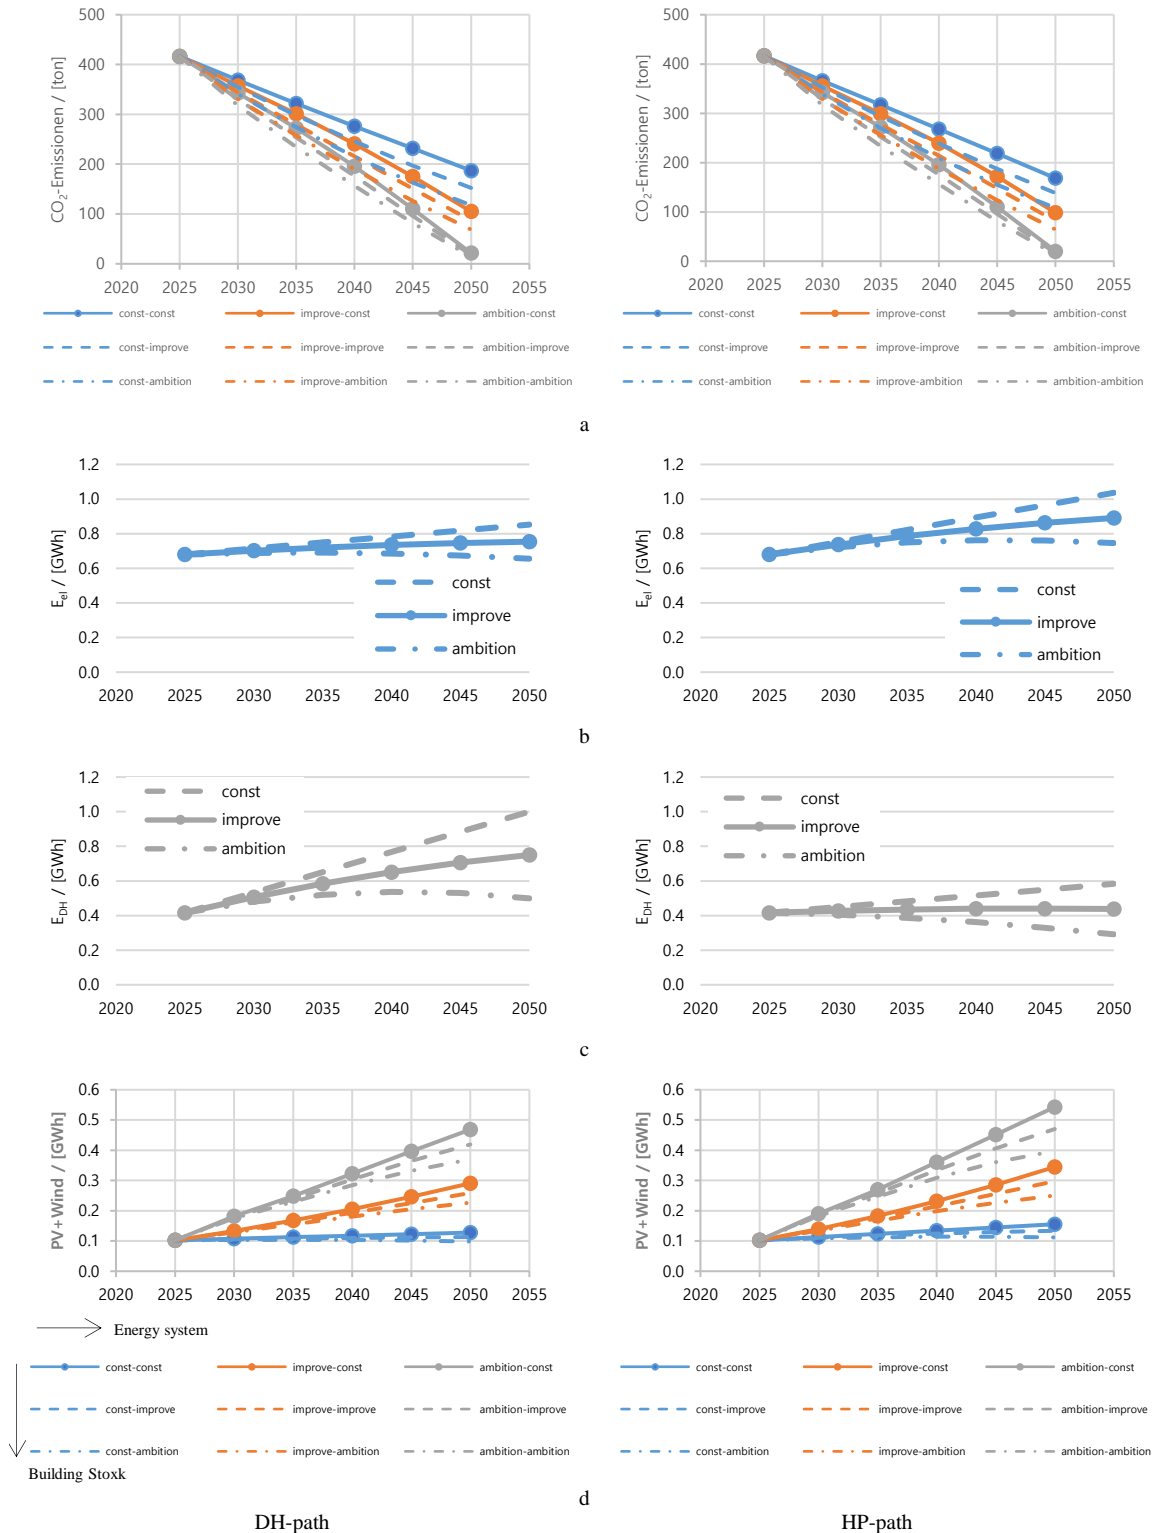 500
400
300
200
100
0
CO2-Emissionen / [ton]
2020 2025 2030 2035 2040 2045 2050 2055
const-const improve-const ambition-const
const-improve improve-improve ambition-improve
const-ambition improve-ambition ambition-ambition
500
400
300
200
100
0
CO2-Emissionen / [ton]
2020 2025 2030 2035 2040 2045 2050 2055
const-const improve-const ambition-const
const-improve improve-improve ambition-improve
const-ambition improve-ambition ambition-ambition
a
1.2
1.0
0.8
0.6
0.4
0.2
0.0
Eel / [GWh]
const
improve
ambition
2020 2025 2030 2035 2040 2045 2050
1.2
1.0
0.8
0.6
0.4
0.2
0.0
Eel / [GWh]
const
improve
ambition
2020 2025 2030 2035 2040 2045 2050
b
1.2
1.0
0.8
0.6
0.4
0.2
0.0
EDH / [GWh]
const
improve
ambition
2020 2025 2030 2035 2040 2045 2050
1.2
1.0
0.8
0.6
0.4
0.2
0.0
EDH / [GWh]
const
improve
ambition
2020 2025 2030 2035 2040 2045 2050
c
0.6
0.5
0.4
0.3
0.2
0.1
0.0
PV+Wind / [GWh]
2020 2025 2030 2035 2040 2045 2050 2055
0.6
0.5
0.4
0.3
0.2
0.1
0.0
PV+Wind / [GWh]
2020 2025 2030 2035 2040 2045 2050 2055
Energy system
const-const improve-const ambition-const
const-improve improve-improve ambition-improve
const-ambition improve-ambition ambition-ambition
Building Stoxk
const-const improve-const ambition-const
const-improve improve-improve ambition-improve
const-ambition improve-ambition ambition-ambition
d
DH-path
HP-path